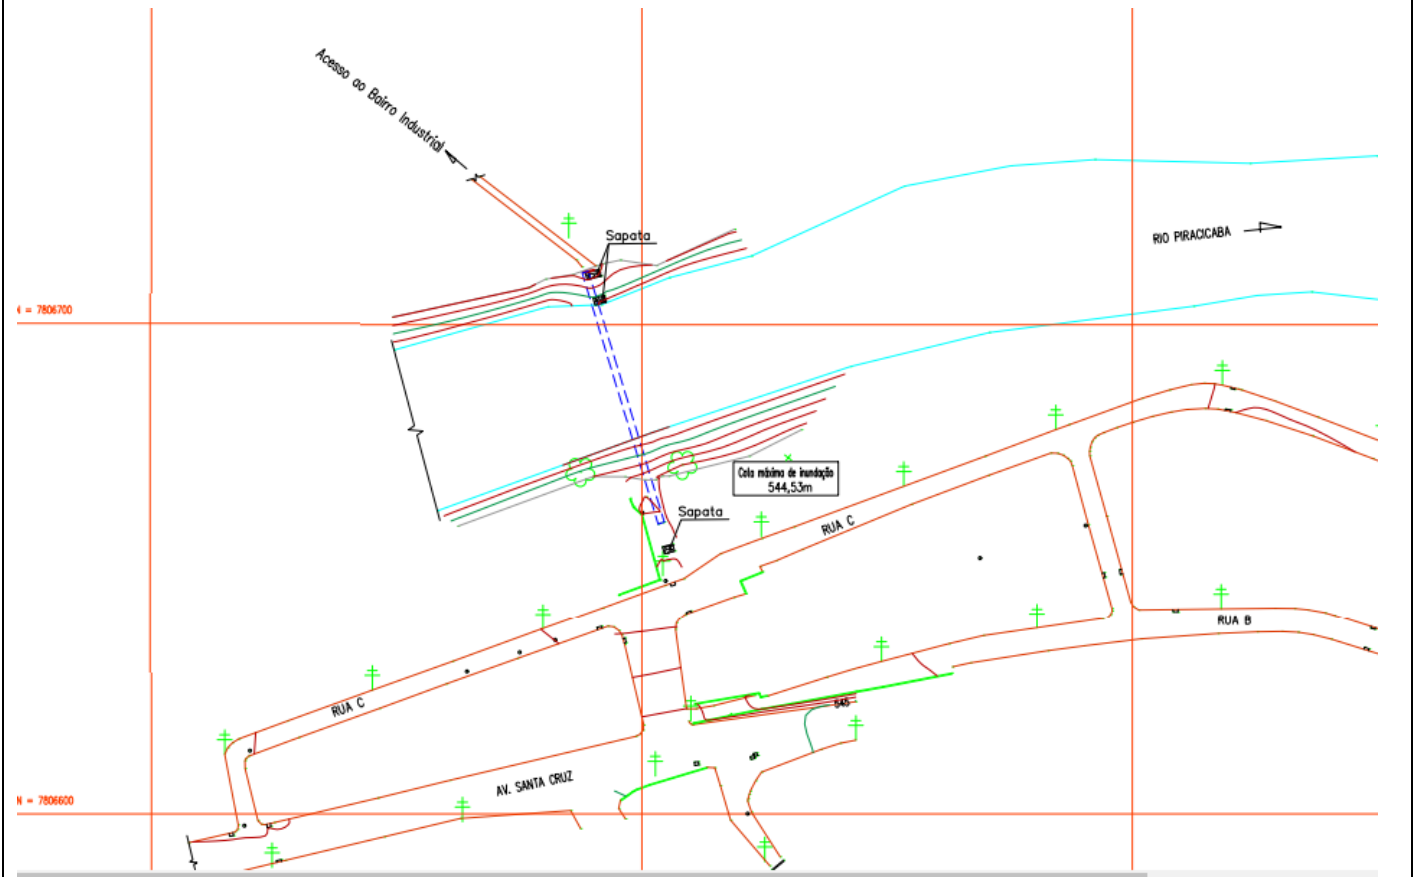 Acesso ao Bairro Industrial
Sapata
RIO PIRACICABA
N = 7806700
Cota máxima de inundação
544,53m
Sapata
RUA C
RUA B
RUA C
545
AV. SANTA CRUZ
N = 7806600